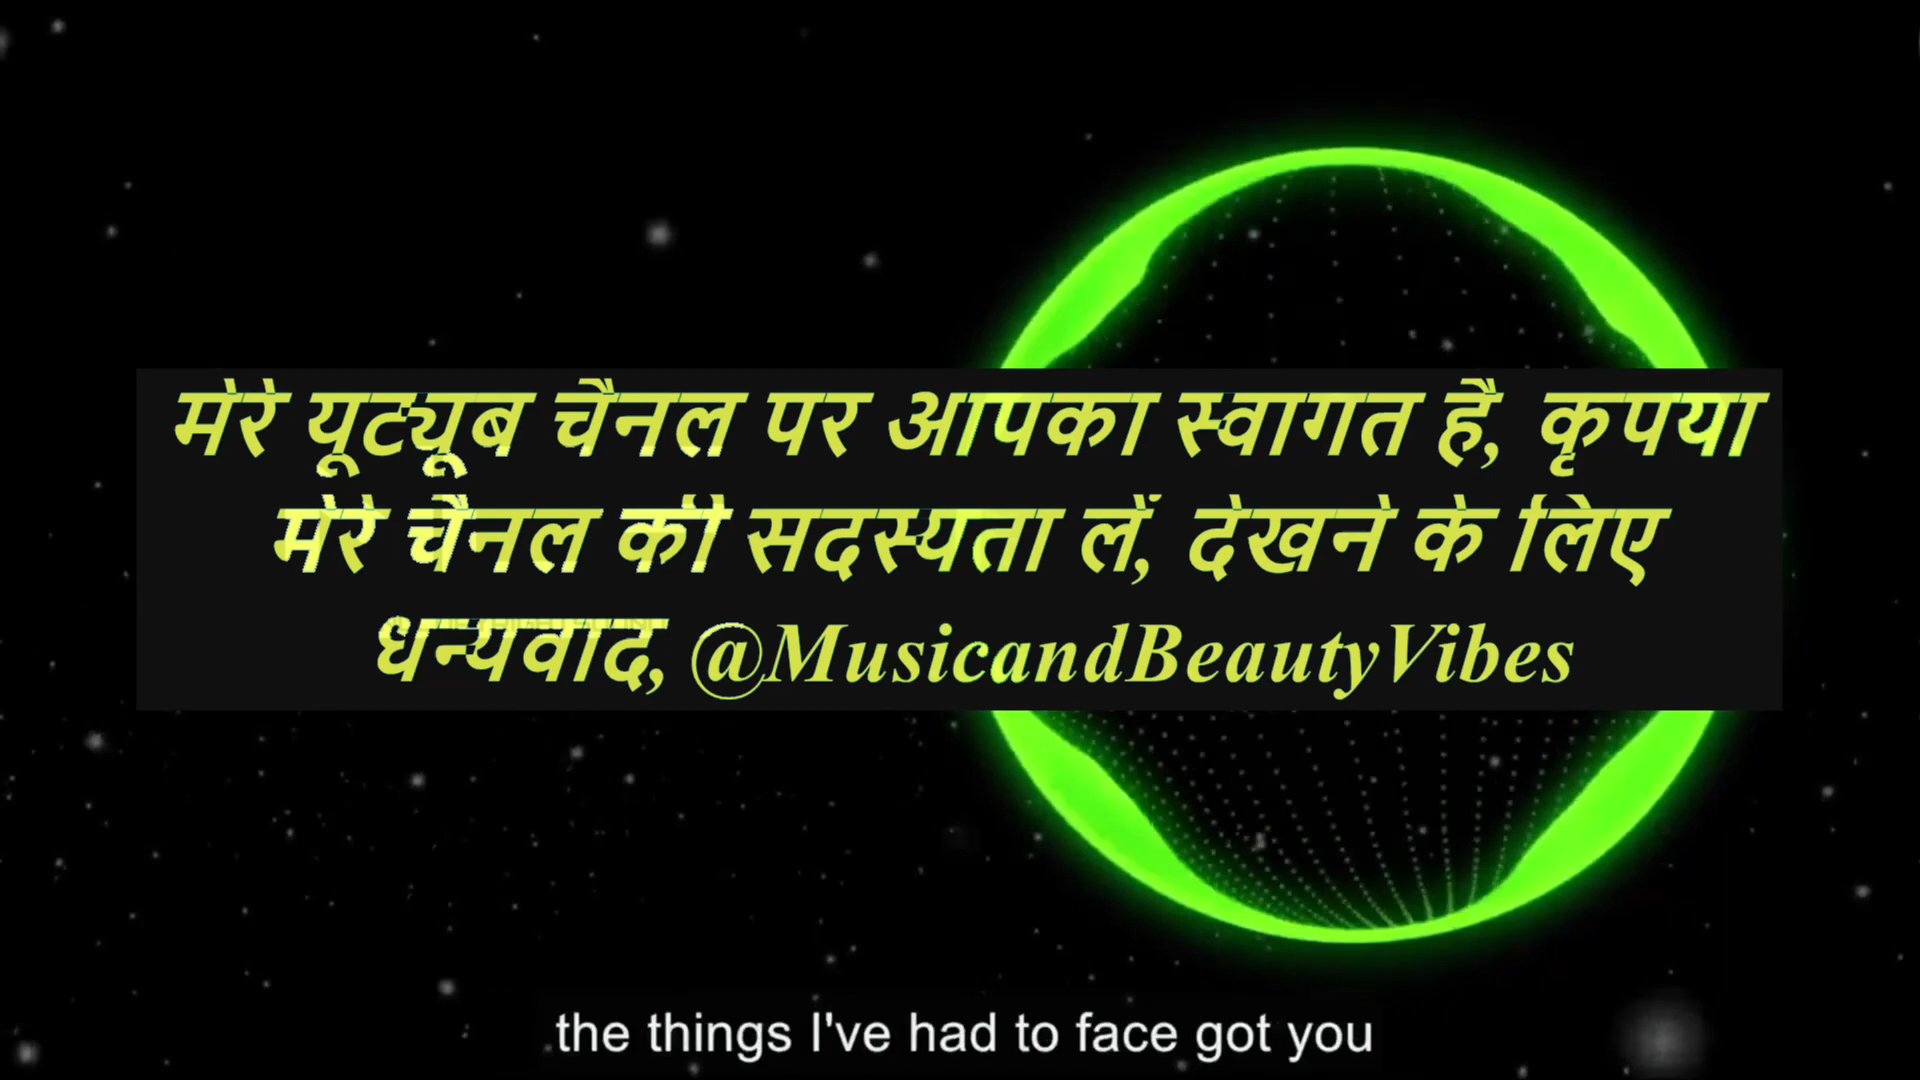 मेरे यूट्यूब चैनल पर आपका स्वागत है, कृपया
मेरे चैनल की सदस्यता लें, देखने के लिए
धन्यवाद, @MusicandBeautyVibes
the things I've had to face got you